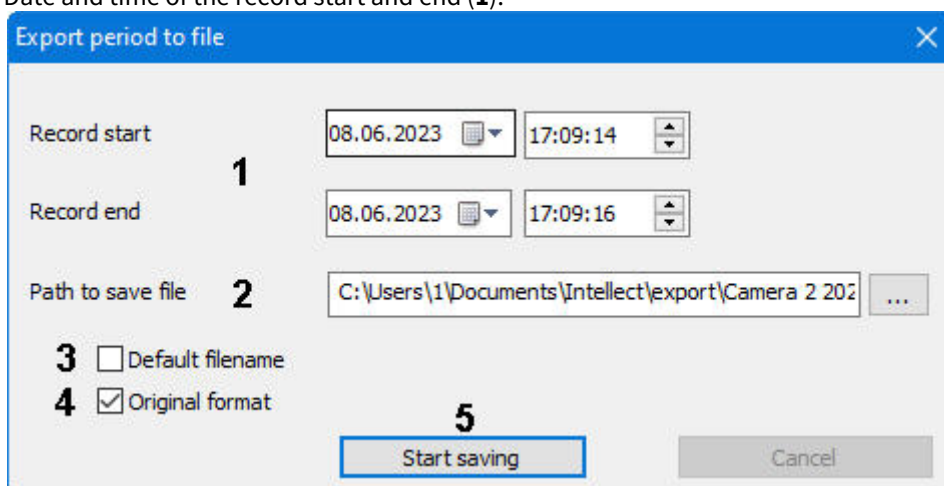 Date and time of the record start and end (1).
Export period to file
Record start 08.06.2023 17:09:14
1
Record end 08.06.2023 17:09:16
Path to save file 2 C:\Users\1\Documents\Intellect\export\Camera 2 202 ...
3 Default filename
4 Original format
5
Start saving Cancel